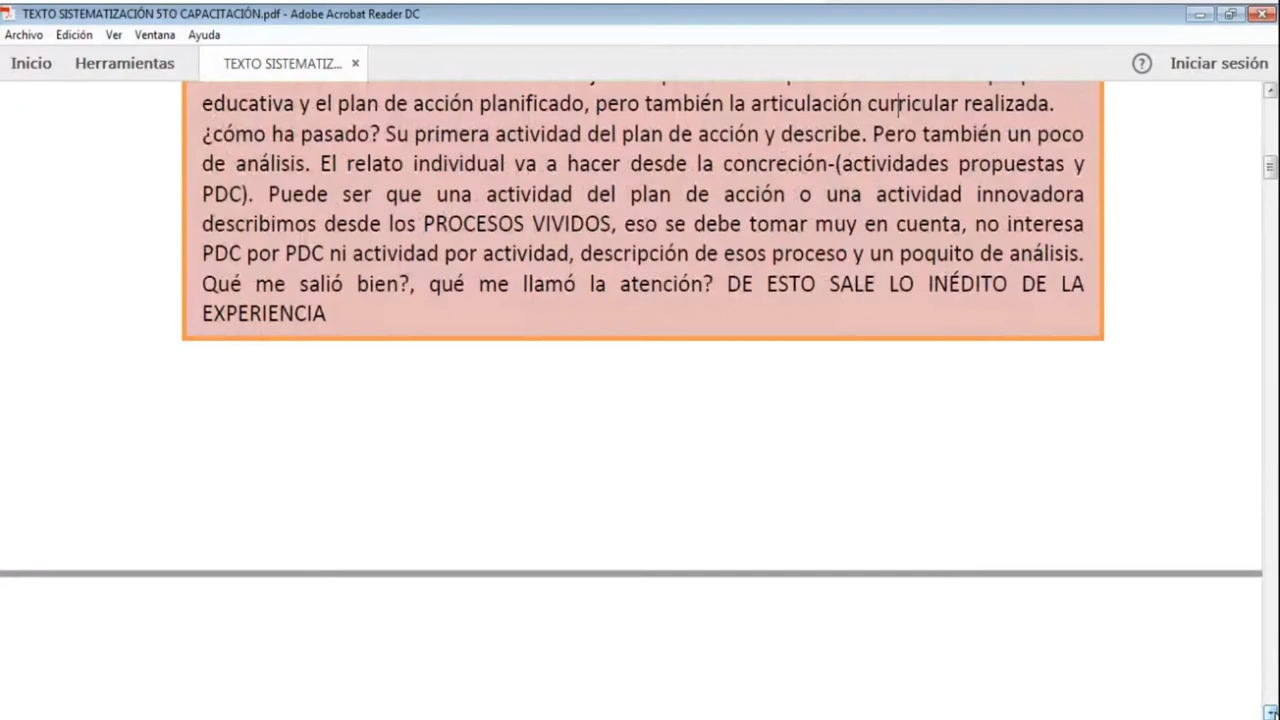 TEXTO SISTEMATIZACIÓN 5TO CAPACITACIÓN.pdf - Adobe Acrobat Reader DC
Archivo Edición Ver Ventana Ayuda
Inicio Herramientas TEXTO SISTEMATIZ... × ? Iniciar sesión
educativa y el plan de acción planificado, pero también la articulación curricular realizada.
¿cómo ha pasado? Su primera actividad del plan de acción y describe. Pero también un poco
de análisis. El relato individual va a hacer desde la concreción-(actividades propuestas y
PDC). Puede ser que una actividad del plan de acción o una actividad innovadora
describimos desde los PROCESOS VIVIDOS, eso se debe tomar muy en cuenta, no interesa
PDC por PDC ni actividad por actividad, descripción de esos proceso y un poquito de análisis.
Qué me salió bien?, qué me llamó la atención? DE ESTO SALE LO INÉDITO DE LA
EXPERIENCIA